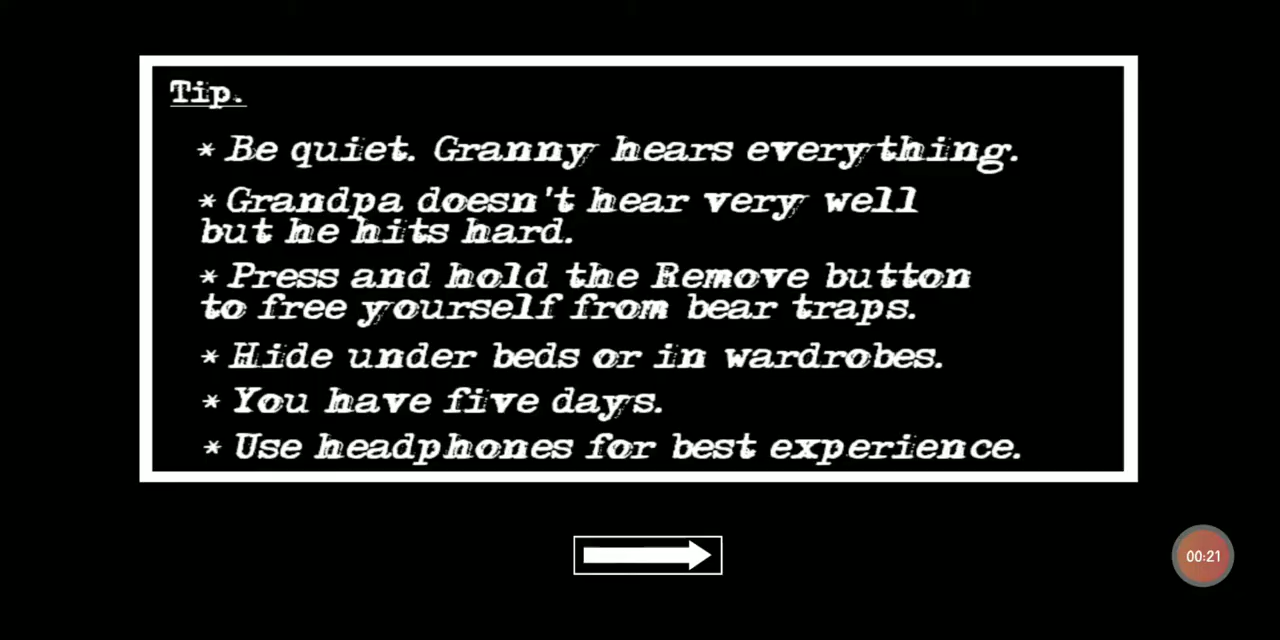 Tip.
* Be quiet. Granny hears everything.
* Grandpa doesn't hear very well
but he hits hard.
* Press and hold the Remove button
to free yourself from bear traps.
* Hide under beds or in wardrobes.
* You have five days.
* Use headphones for best experience.
00:21